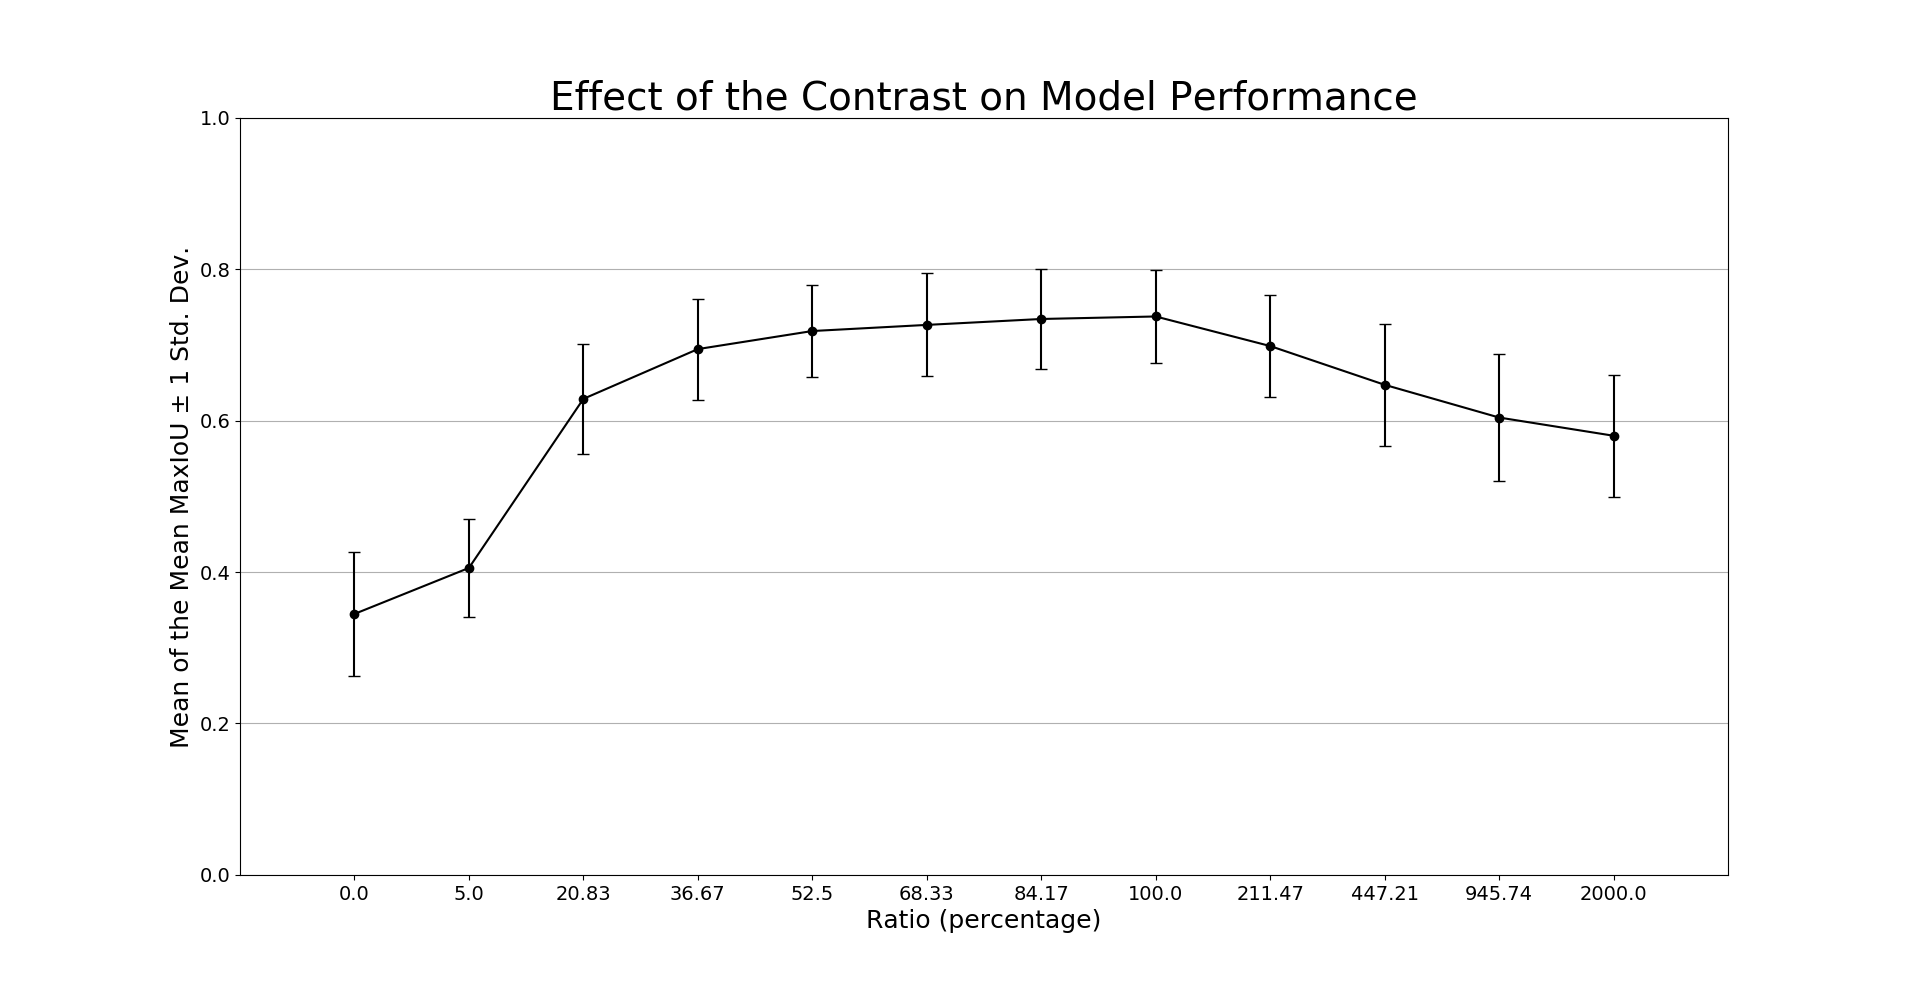 Effect of the Contrast on Model Performance
Mean of the Mean MaxIoU ± 1 Std. Dev.
1.0
0.8
0.6
0.4
0.2
0.0
0.0 5.0 20.83 36.67 52.5 68.33 84.17 100.0 211.47 447.21 945.74 2000.0
Ratio (percentage)